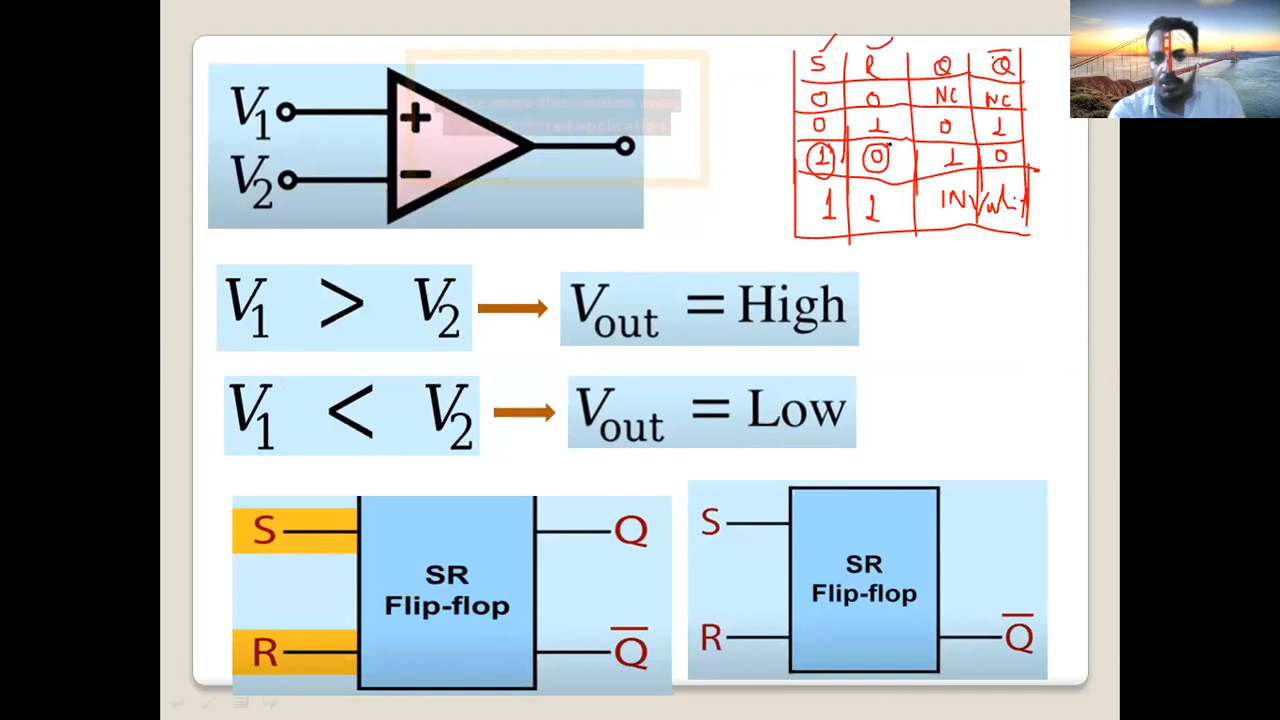 V1
V2
+
−
S R Q Q̅
0 0 NC NC
0 1 0 1
1 0 1 0
1 1 INValid
V1 > V2
Vout = High
V1 < V2
Vout = Low
S
R
SR
Flip-flop
Q
Q̅
S
R
SR
Flip-flop
Q̅